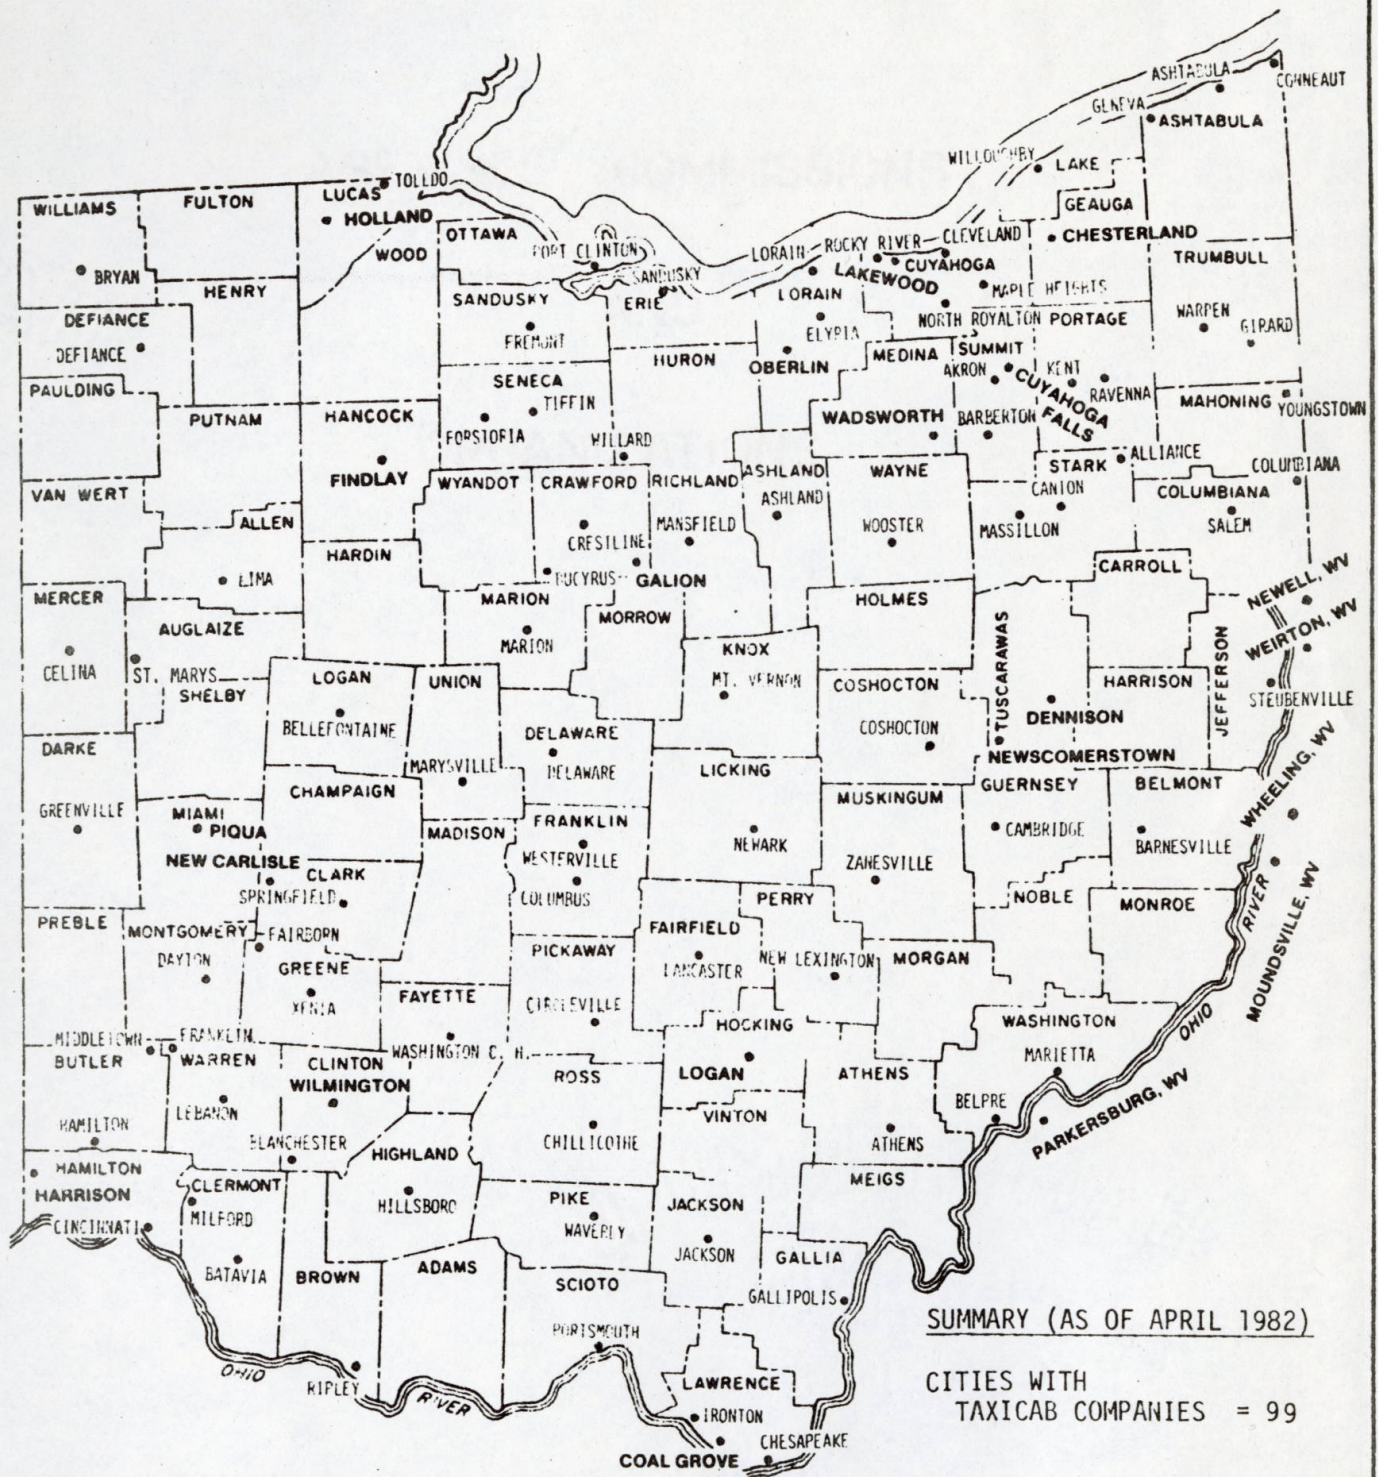 ASHTABULA
CONNEAUT
GENEVA
ASHTABULA
WILLOUGHBY
LAKE
GEAUGA
CHESTERLAND
TRUMBULL
WILLIAMS
FULTON
LUCAS
TOLEDO
HOLLAND
WOOD
OTTAWA
PORT CLINTON
SANDUSKY
LORAIN
ROCKY RIVER
CLEVELAND
LAKEWOOD
CUYAHOGA
BRYAN
HENRY
SANDUSKY
ERIE
LORAIN
MAPLE HEIGHTS
DEFIANCE
DEFIANCE
FREMONT
ELYRIA
NORTH ROYALTON
PORTAGE
WARREN
GIRARD
HURON
OBERLIN
MEDINA
SUMMIT
AKRON
CUYAHOGA
FALLS
KENT
RAVENNA
PAULDING
PUTNAM
HANCOCK
SENECA
TIFFIN
FOSTORIA
WILLARD
WADSWORTH
BARBERTON
MAHONING
YOUNGSTOWN
FINDLAY
WYANDOT
CRAWFORD
RICHLAND
ASHLAND
ASHLAND
WAYNE
STARK
ALLIANCE
COLUMBIANA
VAN WERT
ALLEN
CRESTLINE
MANSFIELD
WOOSTER
CANTON
MASSILLON
COLUMBIANA
SALEM
LIMA
HARDIN
BUCYRUS
GALION
CARROLL
MERCER
AUGLAIZE
MARION
MARION
MORROW
HOLMES
NEWELL, WV
WEIRTON, WV
CELINA
ST. MARYS
SHELBY
LOGAN
BELLEFONTAINE
UNION
KNOX
MT. VERNON
COSHOCTON
COSHOCTON
TUSCARAWAS
DENNISON
HARRISON
JEFFERSON
STEUBENVILLE
DARKE
MARYSVILLE
DELAWARE
DELAWARE
LICKING
NEWSCOMERSTOWN
GUERNSEY
BELMONT
WHEELING, WV
GREENVILLE
MIAMI
PIQUA
CHAMPAIGN
MADISON
FRANKLIN
WESTERVILLE
NEWARK
MUSKINGUM
ZANESVILLE
CAMBRIDGE
BARNESVILLE
NEW CARLISLE
CLARK
SPRINGFIELD
COLUMBUS
PERRY
NOBLE
MONROE
RIVER
MOUNDSVILLE, WV
PREBLE
MONTGOMERY
DAYTON
FAIRBORN
GREENE
XENIA
PICKAWAY
CIRCLEVILLE
FAIRFIELD
LANCASTER
NEW LEXINGTON
MORGAN
FAYETTE
HOCKING
WASHINGTON
MARIETTA
OHIO
MIDDLETOWN
FRANKLIN
BUTLER
WARREN
CLINTON
WILMINGTON
WASHINGTON C. H.
ROSS
LOGAN
ATHENS
VINTON
BELPRE
PARKERSBURG, WV
HAMILTON
LEBANON
BLANCHESTER
HIGHLAND
CHILLICOTHE
ATHENS
HAMILTON
HARRISON
CINCINNATI
CLERMONT
MILFORD
HILLSBORO
PIKE
WAVERLY
JACKSON
JACKSON
MEIGS
BATAVIA
BROWN
ADAMS
SCIOTO
GALLIA
GALLIPOLIS
PORTSMOUTH
OHIO
RIPLEY
RIVER
LAWRENCE
IRONTON
CHESAPEAKE
COAL GROVE
SUMMARY (AS OF APRIL 1982)
CITIES WITH
TAXICAB COMPANIES = 99